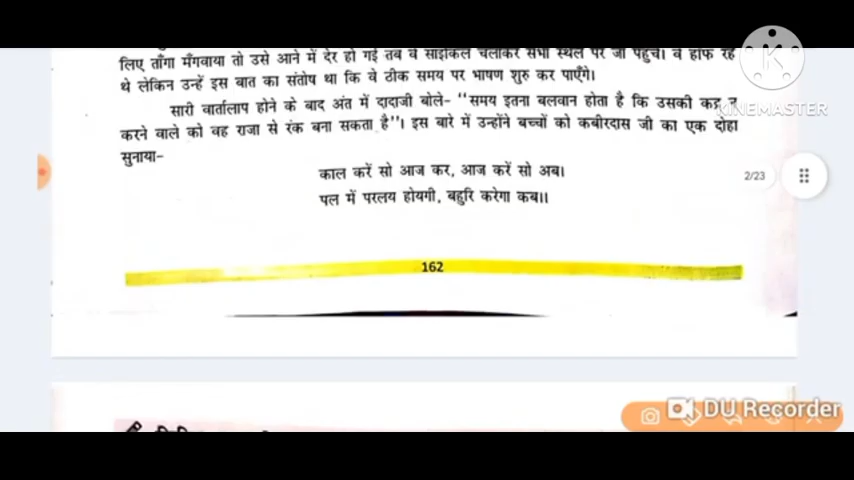 लिए ताँगा मँगवाया तो उसे आने में देर हो गई तब वे साईकिल चलाकर सभा स्थल पर जा पहुँचे। वे हाँफ रहे
थे लेकिन उन्हें इस बात का संतोष था कि वे ठीक समय पर भाषण शुरु कर पाएँगे।
सारी वार्तालाप होने के बाद अंत में दादाजी बोले- “समय इतना बलवान होता है कि उसकी कद्र न
करने वाले को वह राजा से रंक बना सकता है”। इस बारे में उन्होंने बच्चों को कबीरदास जी का एक दोहा
सुनाया-
काल करें सो आज कर, आज करें सो अब।
पल में परलय होयगी, बहुरि करेगा कब।।
162
2/23
KINEMASTER
DU Recorder